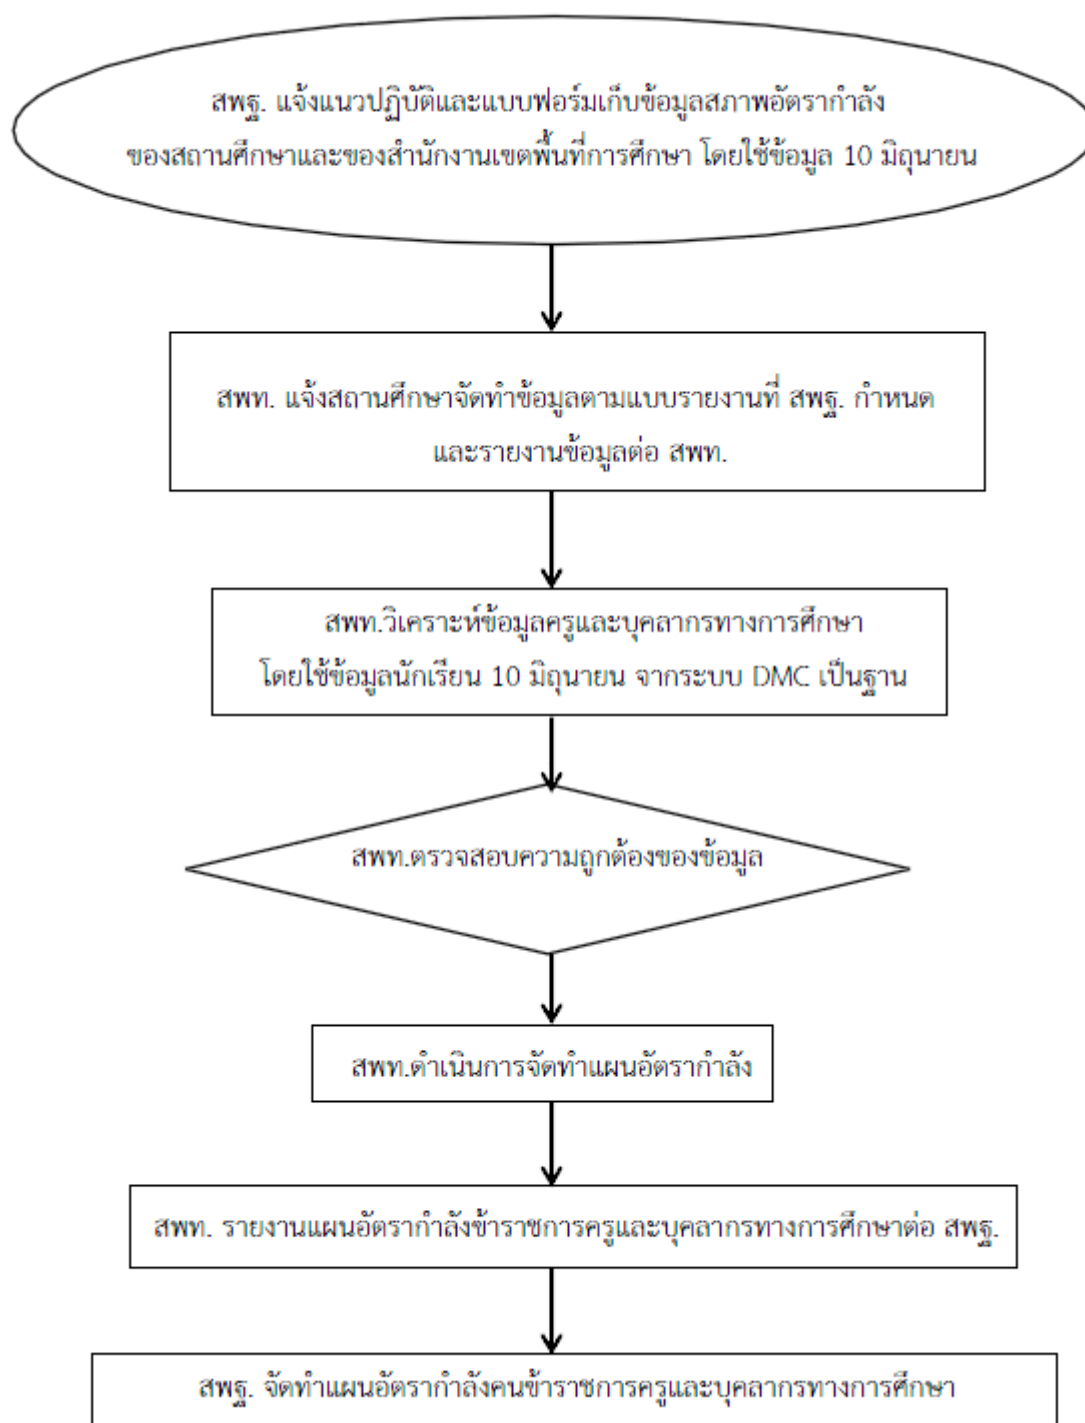 สพฐ. แจ้งแนวปฏิบัติและแบบฟอร์มเก็บข้อมูลสภาพอัตรากำลัง
ของสถานศึกษาและของสำนักงานเขตพื้นที่การศึกษา โดยใช้ข้อมูล 10 มิถุนายน
สพท. แจ้งสถานศึกษาจัดทำข้อมูลตามแบบรายงานที่ สพฐ. กำหนด
และรายงานข้อมูลต่อ สพท.
สพท.วิเคราะห์ข้อมูลครูและบุคลากรทางการศึกษา
โดยใช้ข้อมูลนักเรียน 10 มิถุนายน จากระบบ DMC เป็นฐาน
สพท.ตรวจสอบความถูกต้องของข้อมูล
สพท.ดำเนินการจัดทำแผนอัตรากำลัง
สพท. รายงานแผนอัตรากำลังข้าราชการครูและบุคลากรทางการศึกษาต่อ สพฐ.
สพฐ. จัดทำแผนอัตรากำลังคนข้าราชการครูและบุคลากรทางการศึกษา